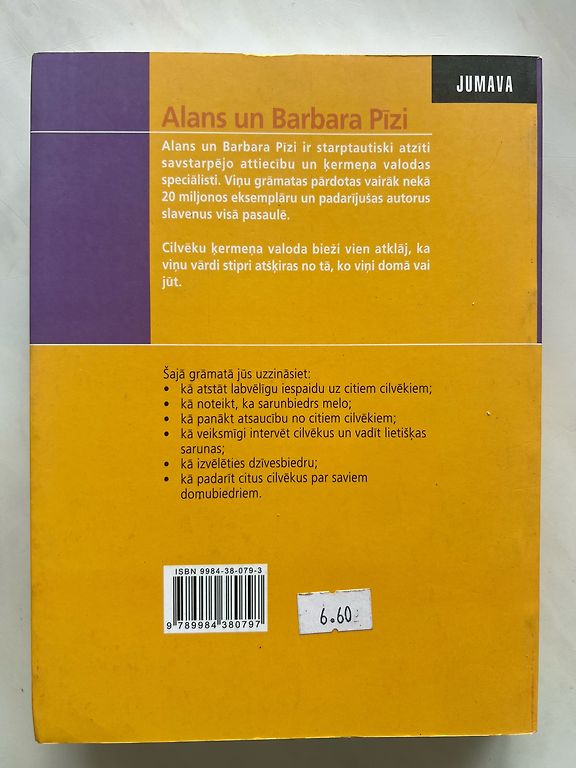 JUMAVA
Alans un Barbara Pīzi
Alans un Barbara Pīzi ir starptautiski atzīti
savstarpējo attiecību un ķermeņa valodas
speciālisti. Viņu grāmatas pārdotas vairāk nekā
20 miljonos eksemplāru un padarījušas autorus
slavenus visā pasaulē.
Cilvēku ķermeņa valoda bieži vien atklāj, ka
viņu vārdi stipri atšķiras no tā, ko viņi domā vai
jūt.
Šajā grāmatā jūs uzzināsiet:
• kā atstāt labvēlīgu iespaidu uz citiem cilvēkiem;
• kā noteikt, ka sarunbiedrs melo;
• kā panākt atsaucību no citiem cilvēkiem;
• kā veiksmīgi intervēt cilvēkus un vadīt lietišķas
sarunas;
• kā izvēlēties dzīvesbiedru;
• kā padarīt citus cilvēkus par saviem
domubiedriem.
ISBN 9984-38-079-3
9 789984 380797
6.60